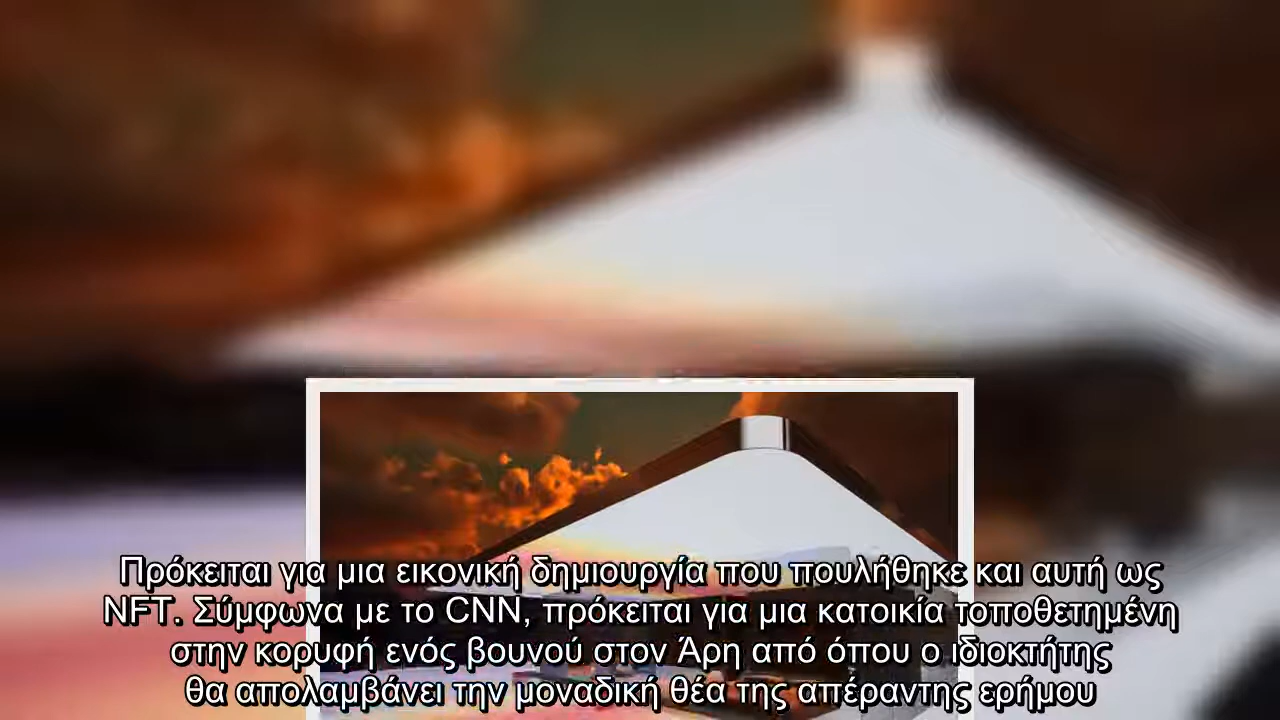 Πρόκειται για μια εικονική δημιουργία που πουλήθηκε και αυτή ως
NFT. Σύμφωνα με το CNN, πρόκειται για μια κατοικία τοποθετημένη
στην κορυφή ενός βουνού στον Άρη από όπου ο ιδιοκτήτης
θα απολαμβάνει την μοναδική θέα της απέραντης ερήμου